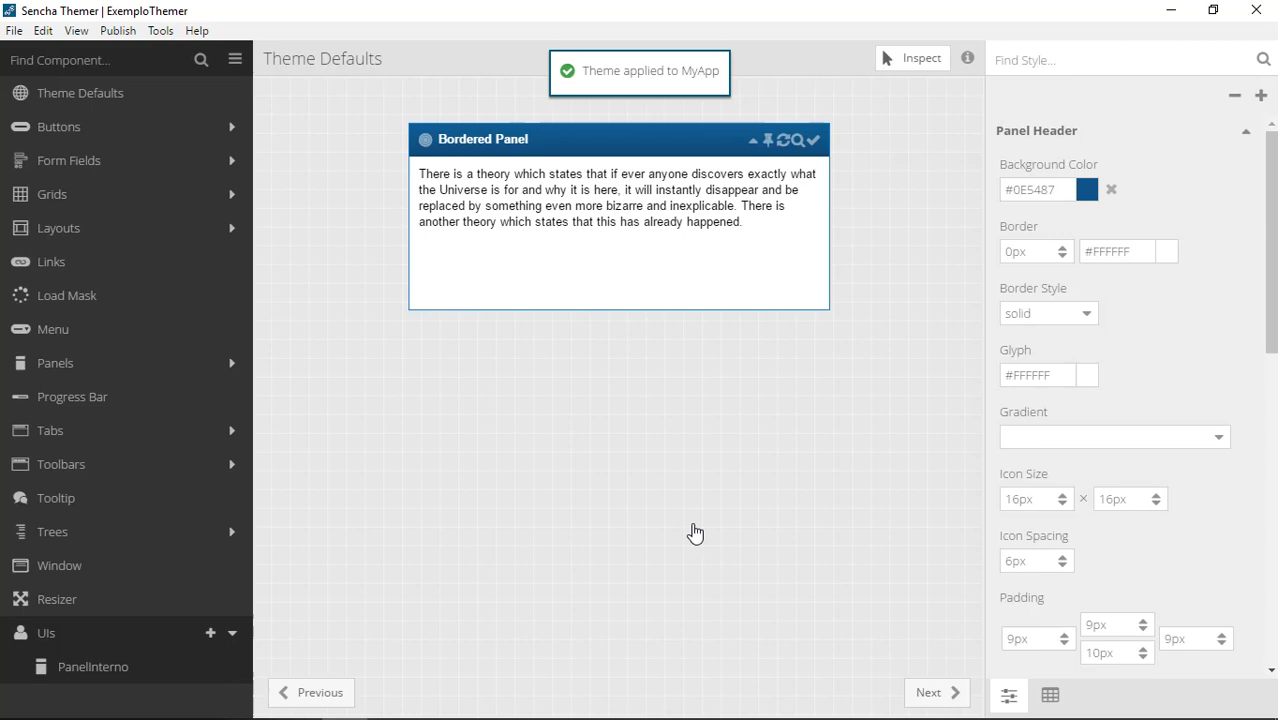 Sencha Themer | ExemploThemer
File Edit View Publish Tools Help
Find Component...
Theme Defaults
Buttons
Form Fields
Grids
Layouts
Links
Load Mask
Menu
Panels
Progress Bar
Tabs
Toolbars
Tooltip
Trees
Window
Resizer
UIs
PanelInterno
Theme Defaults
Theme applied to MyApp
Inspect
Bordered Panel
There is a theory which states that if ever anyone discovers exactly what
the Universe is for and why it is here, it will instantly disappear and be
replaced by something even more bizarre and inexplicable. There is
another theory which states that this has already happened.
Previous
Next
Find Style...
Panel Header
Background Color
#0E5487
Border
0px #FFFFFF
Border Style
solid
Glyph
#FFFFFF
Gradient
Icon Size
16px × 16px
Icon Spacing
6px
Padding
9px
9px 9px
10px